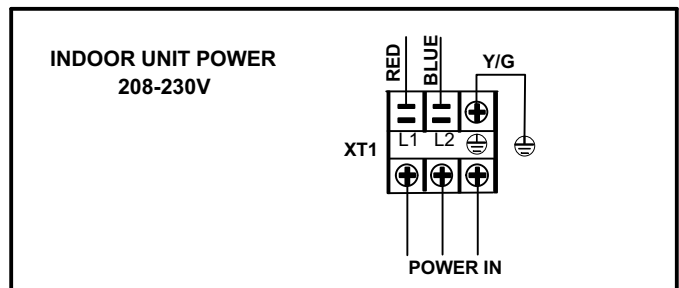 INDOOR UNIT POWER
208-230V
RED
BLUE
Y/G
L1 L2
XT1
POWER IN